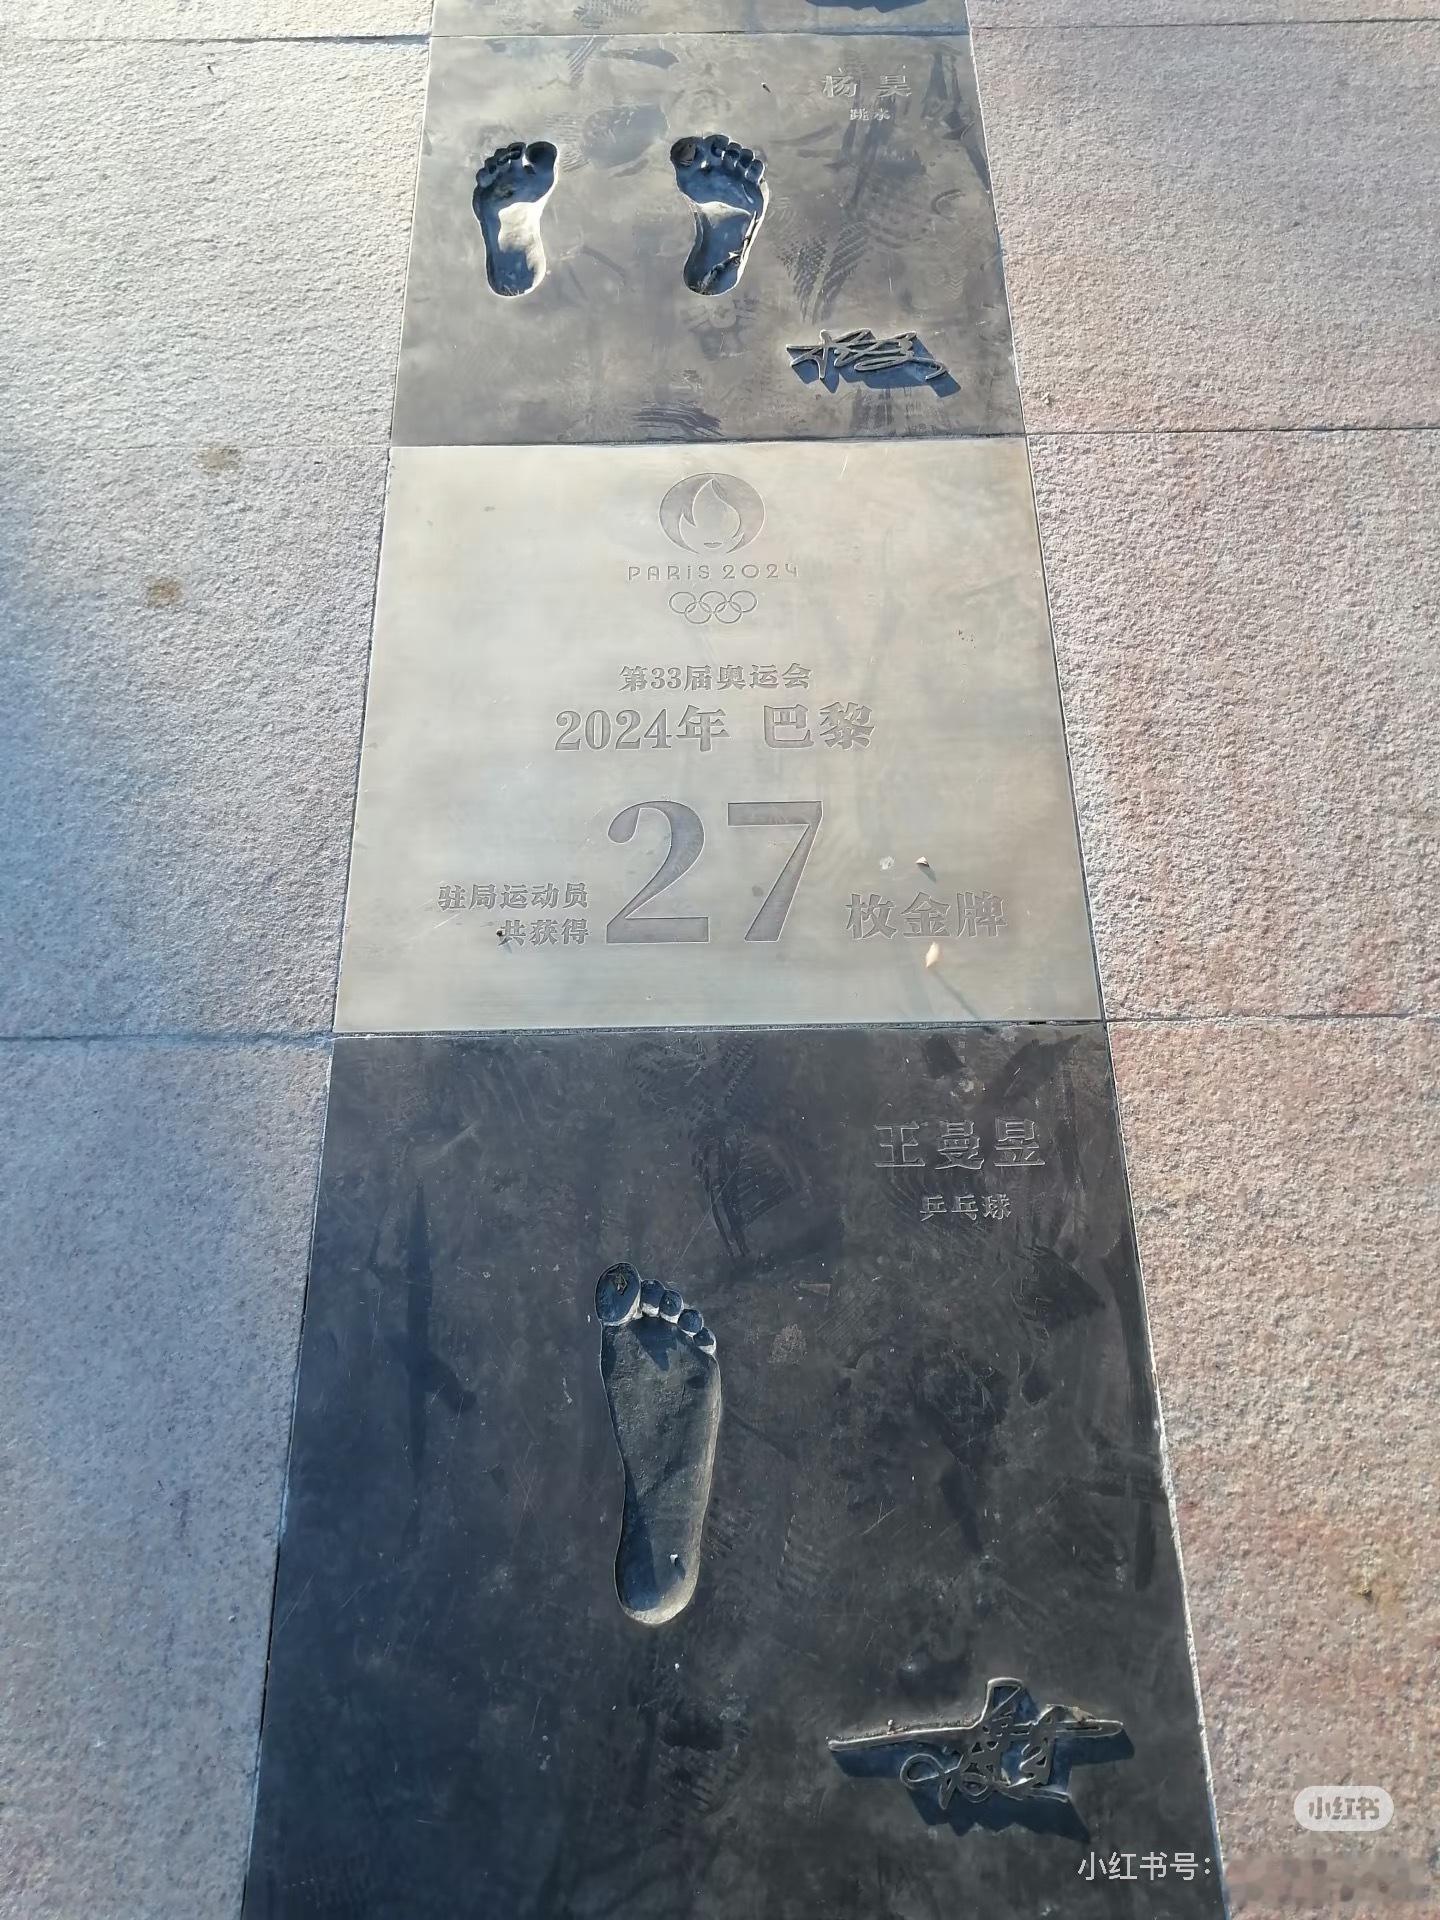 杨昊
跳水
PARIS 2024
第33届奥运会
2024年 巴黎
驻局运动员
共获得
27
枚金牌
王曼昱
乒乓球
小红书
小红书号：